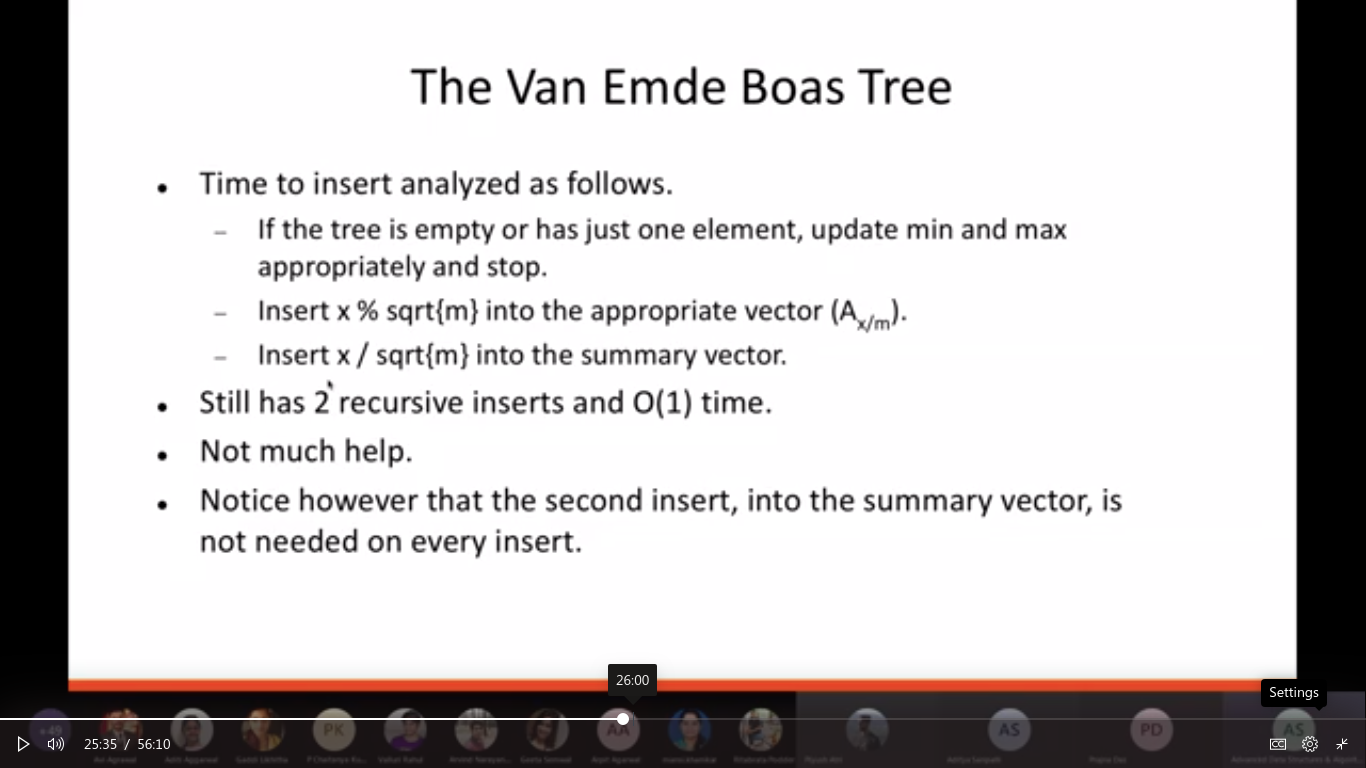 The Van Emde Boas Tree
• Time to insert analyzed as follows.
– If the tree is empty or has just one element, update min and max
appropriately and stop.
– Insert x % sqrt{m} into the appropriate vector (Ax/m).
– Insert x / sqrt{m} into the summary vector.
• Still has 2 recursive inserts and O(1) time.
• Not much help.
• Notice however that the second insert, into the summary vector, is
not needed on every insert.
26:00
Settings
+49
PK
AA
AS
PD
AS
25:35 / 56:10
CC